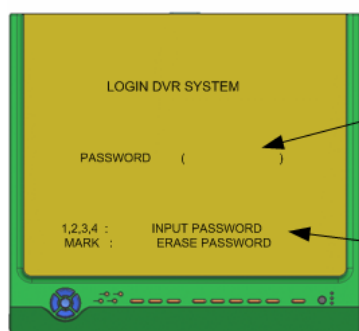 LOGIN DVR SYSTEM
PASSWORD ( )
1,2,3,4 : INPUT PASSWORD
MARK : ERASE PASSWORD